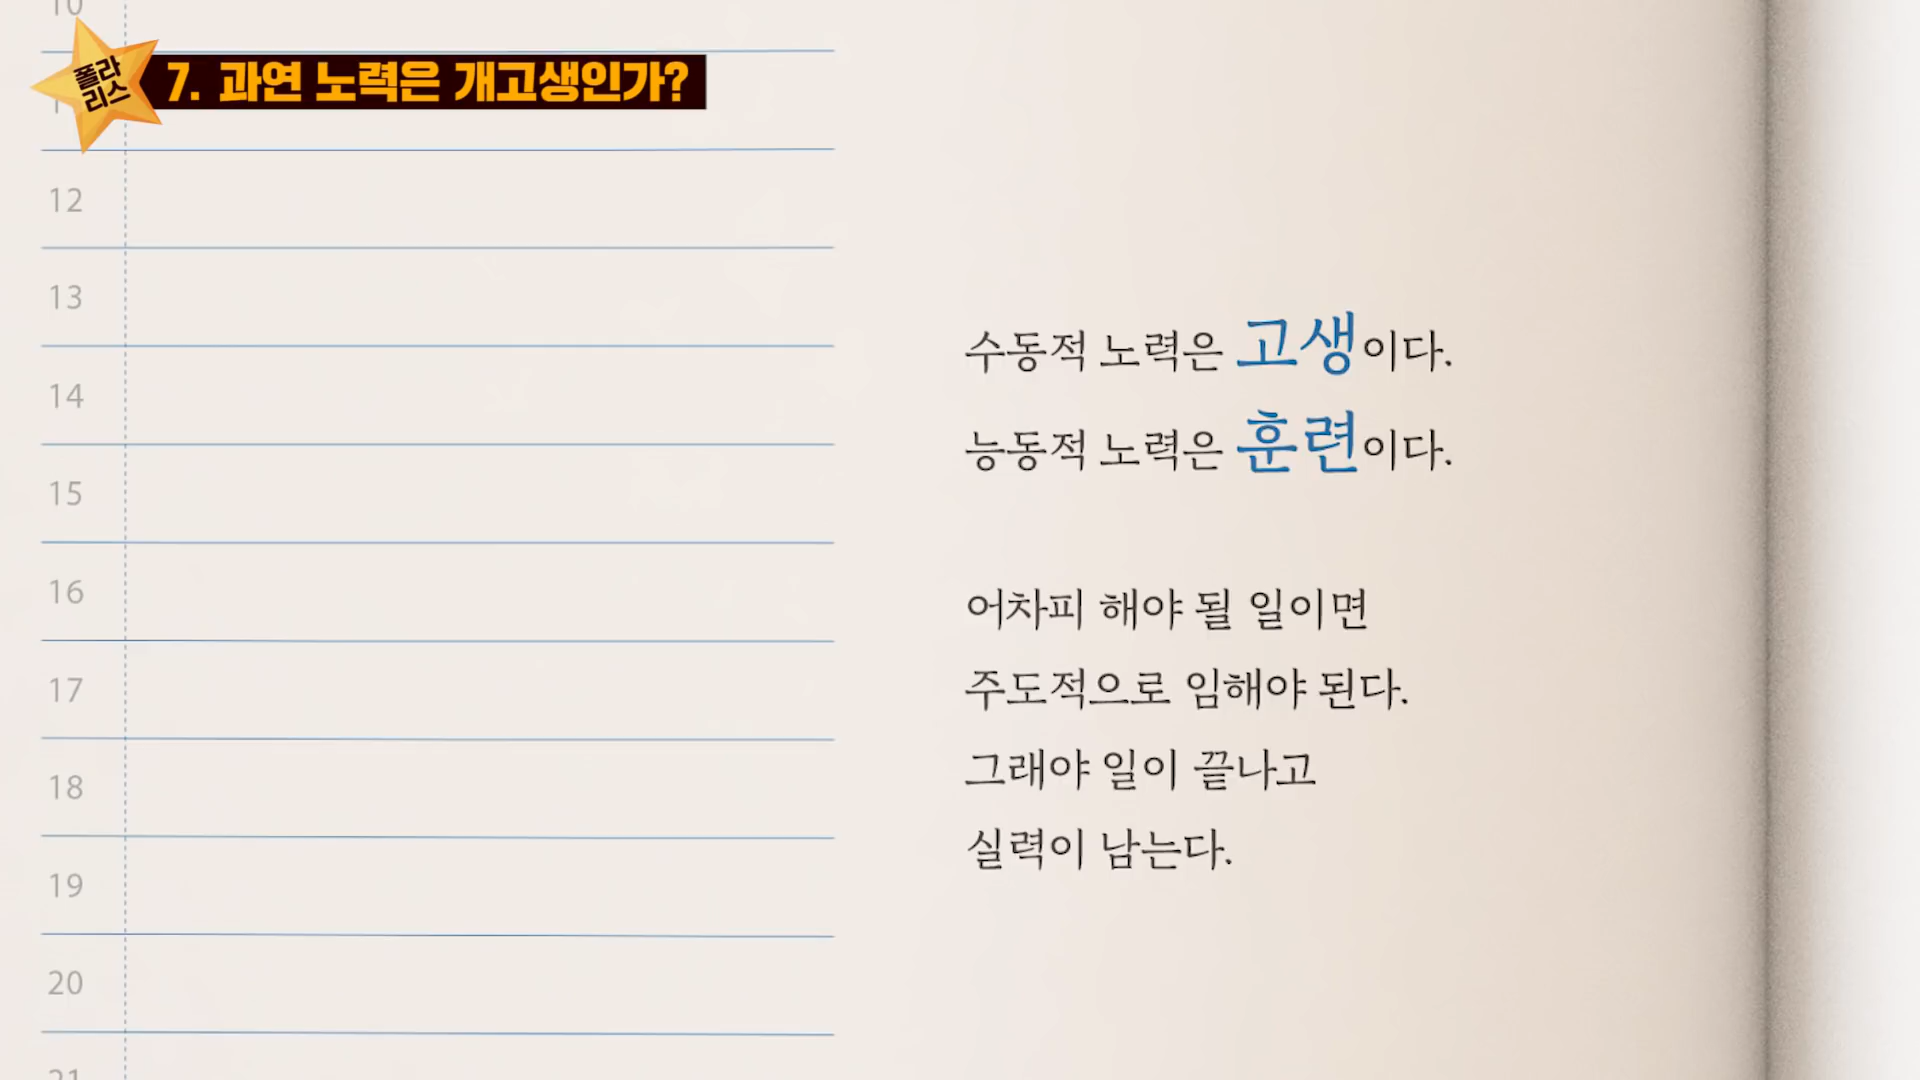 폴라
리스
7. 과연 노력은 개고생인가?
10
12
13
14
15
16
17
18
19
20
21
수동적 노력은 고생이다.
능동적 노력은 훈련이다.
어차피 해야 될 일이면
주도적으로 임해야 된다.
그래야 일이 끝나고
실력이 남는다.